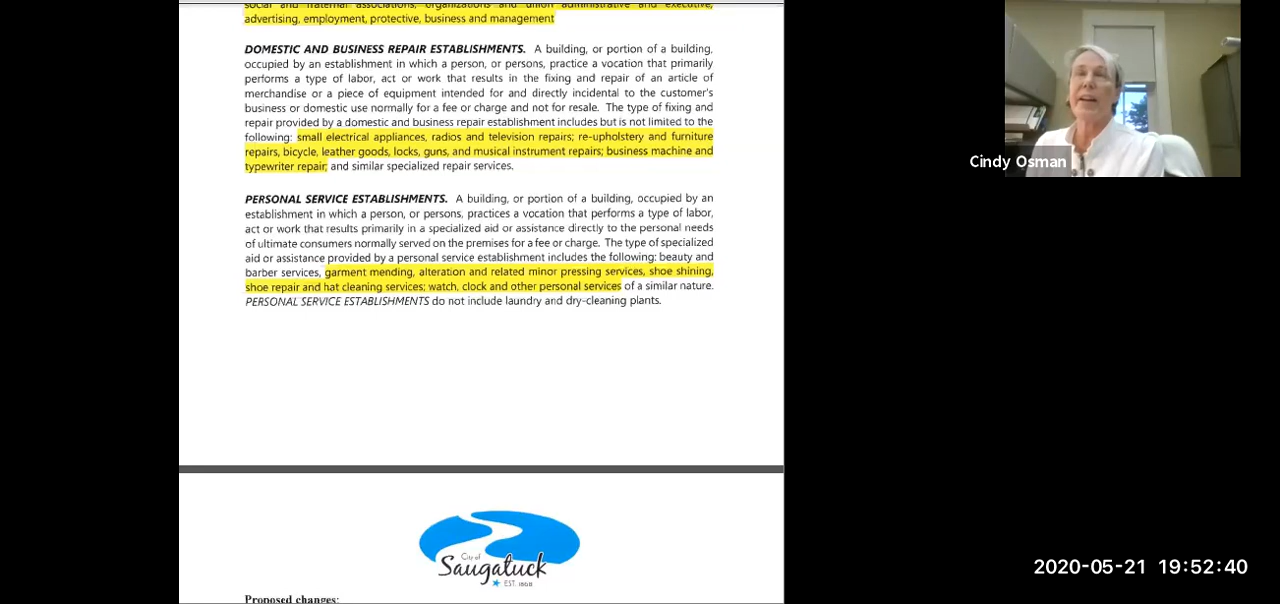 social and fraternal associations, organizations and union administrative and executive,
advertising, employment, protective, business and management
DOMESTIC AND BUSINESS REPAIR ESTABLISHMENTS. A building, or portion of a building,
occupied by an establishment in which a person, or persons, practice a vocation that primarily
performs a type of labor, act or work that results in the fixing and repair of an article of
merchandise or a piece of equipment intended for and directly incidental to the customer's
business or domestic use normally for a fee or charge and not for resale. The type of fixing and
repair provided by a domestic and business repair establishment includes but is not limited to the
following: small electrical appliances, radios and television repairs; re-upholstery and furniture
repairs, bicycle, leather goods, locks, guns, and musical instrument repairs; business machine and
typewriter repair; and similar specialized repair services.
PERSONAL SERVICE ESTABLISHMENTS. A building, or portion of a building, occupied by an
establishment in which a person, or persons, practices a vocation that performs a type of labor,
act or work that results primarily in a specialized aid or assistance directly to the personal needs
of ultimate consumers normally served on the premises for a fee or charge. The type of specialized
aid or assistance provided by a personal service establishment includes the following: beauty and
barber services, garment mending, alteration and related minor pressing services, shoe shining,
shoe repair and hat cleaning services; watch, clock and other personal services of a similar nature.
PERSONAL SERVICE ESTABLISHMENTS do not include laundry and dry-cleaning plants.
City of
Saugatuck
EST. 1868
Proposed changes:
Cindy Osman
2020-05-21 19:52:40